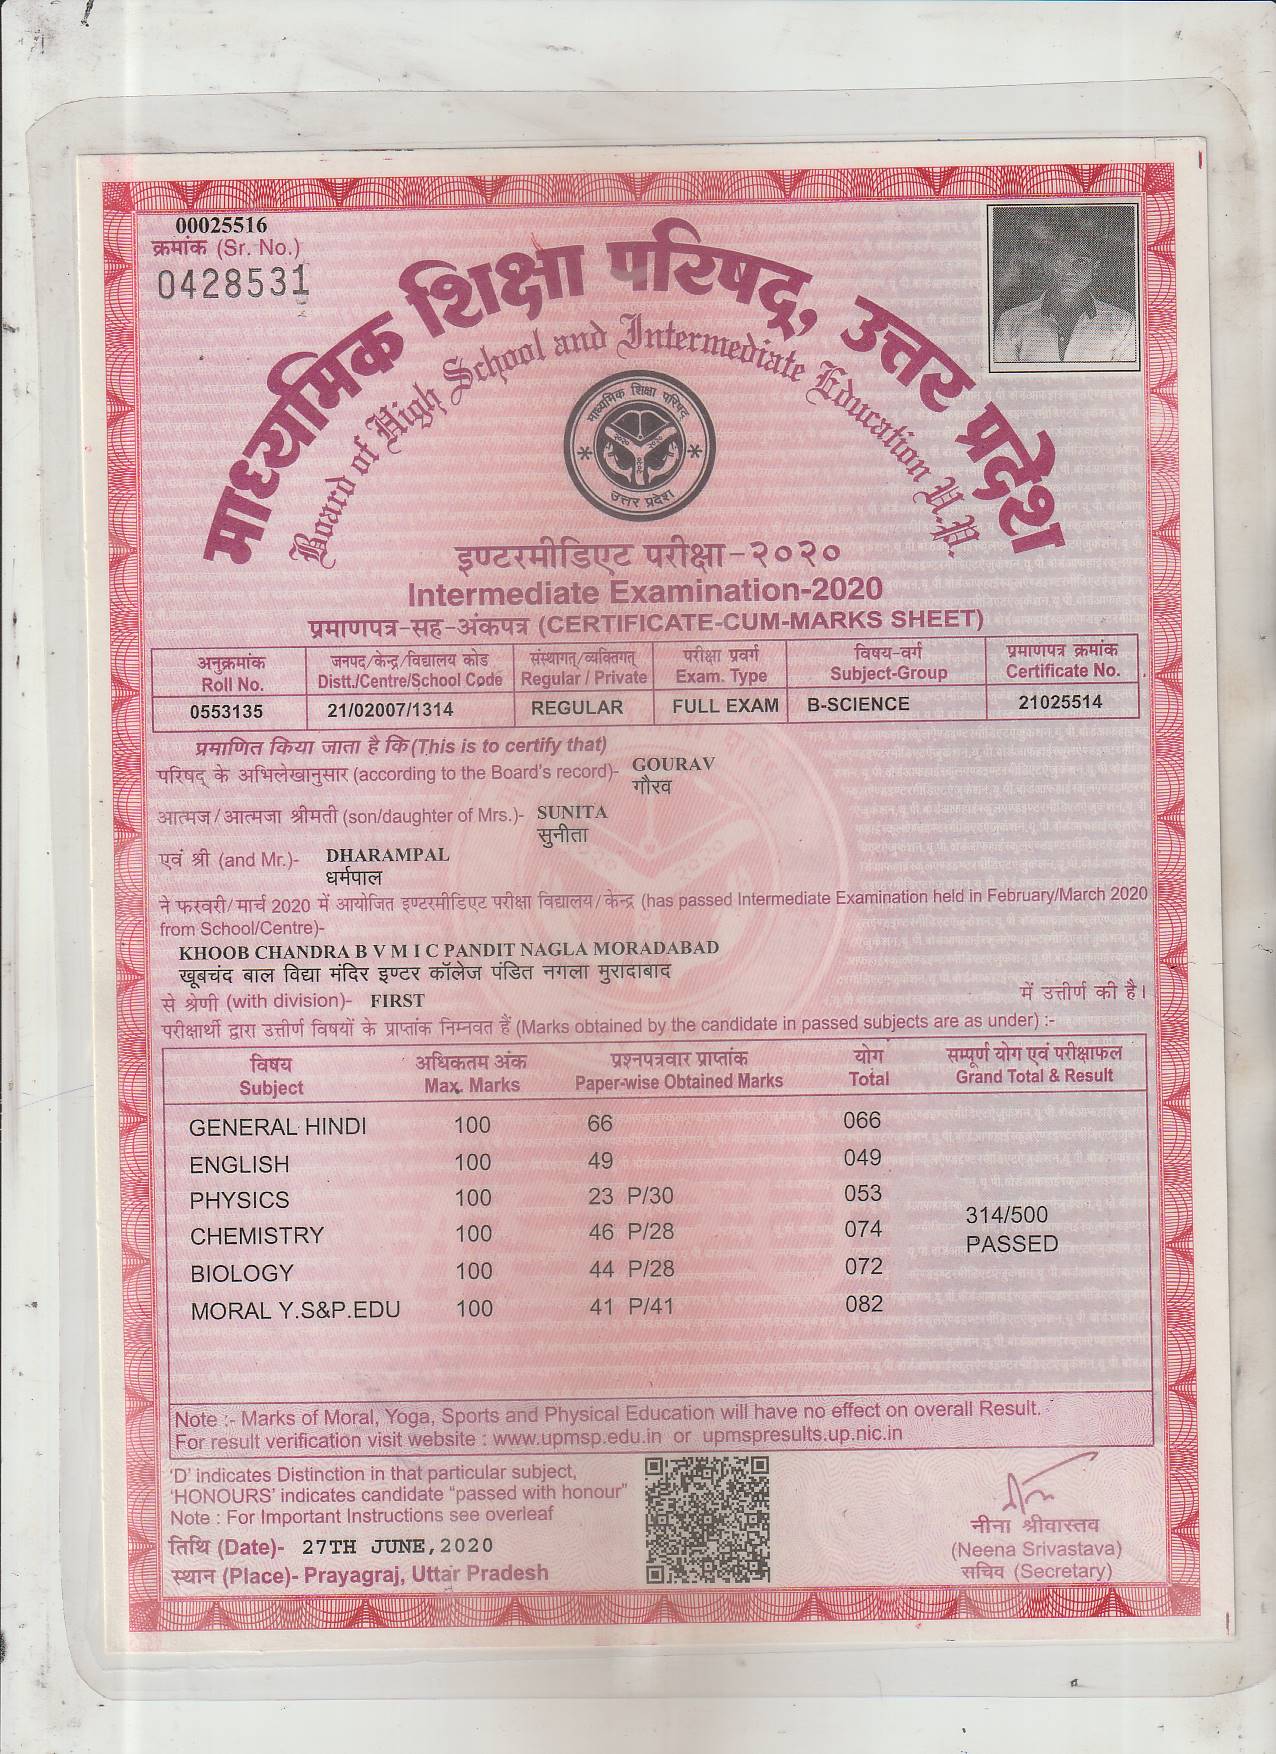 00025516
क्रमांक (Sr. No.)
0428531
माध्यमिक शिक्षा परिषद्, उत्तर प्रदेश
Board of High School and Intermediate Education U.P.
माध्यमिक शिक्षा परिषद
उत्तर प्रदेश
इण्टरमीडिएट परीक्षा-२०२०
Intermediate Examination-2020
प्रमाणपत्र-सह-अंकपत्र (CERTIFICATE-CUM-MARKS SHEET)
अनुक्रमांक जनपद/केन्द्र/विद्यालय कोड संस्थागत्/व्यक्तिगत् परीक्षा प्रवर्ग विषय-वर्ग प्रमाणपत्र क्रमांक
Roll No. Distt./Centre/School Code Regular / Private Exam. Type Subject-Group Certificate No.
0553135 21/02007/1314 REGULAR FULL EXAM B-SCIENCE 21025514
प्रमाणित किया जाता है कि (This is to certify that)
परिषद् के अभिलेखानुसार (according to the Board's record)- GOURAV
गौरव
आत्मज/आत्मजा श्रीमती (son/daughter of Mrs.)- SUNITA
सुनीता
एवं श्री (and Mr.)- DHARAMPAL
धर्मपाल
ने फरवरी/मार्च 2020 में आयोजित इण्टरमीडिएट परीक्षा विद्यालय/केन्द्र (has passed Intermediate Examination held in February/March 2020
from School/Centre)-
KHOOB CHANDRA B V M I C PANDIT NAGLA MORADABAD
खूबचंद बाल विद्या मंदिर इण्टर कॉलेज पंडित नगला मुरादाबाद
से श्रेणी (with division)- FIRST में उत्तीर्ण की है।
परीक्षार्थी द्वारा उत्तीर्ण विषयों के प्राप्तांक निम्नवत हैं (Marks obtained by the candidate in passed subjects are as under) :-
विषय अधिकतम अंक प्रश्नपत्रवार प्राप्तांक योग सम्पूर्ण योग एवं परीक्षाफल
Subject Max. Marks Paper-wise Obtained Marks Total Grand Total & Result
GENERAL HINDI 100 66 066
ENGLISH 100 49 049
PHYSICS 100 23 P/30 053
314/500
CHEMISTRY 100 46 P/28 074
PASSED
BIOLOGY 100 44 P/28 072
MORAL Y.S&P.EDU 100 41 P/41 082
Note :- Marks of Moral, Yoga, Sports and Physical Education will have no effect on overall Result.
For result verification visit website : www.upmsp.edu.in or upmspresults.up.nic.in
'D' indicates Distinction in that particular subject,
'HONOURS' indicates candidate "passed with honour"
Note : For Important Instructions see overleaf
तिथि (Date)- 27TH JUNE,2020
स्थान (Place)- Prayagraj, Uttar Pradesh
नीना श्रीवास्तव
(Neena Srivastava)
सचिव (Secretary)